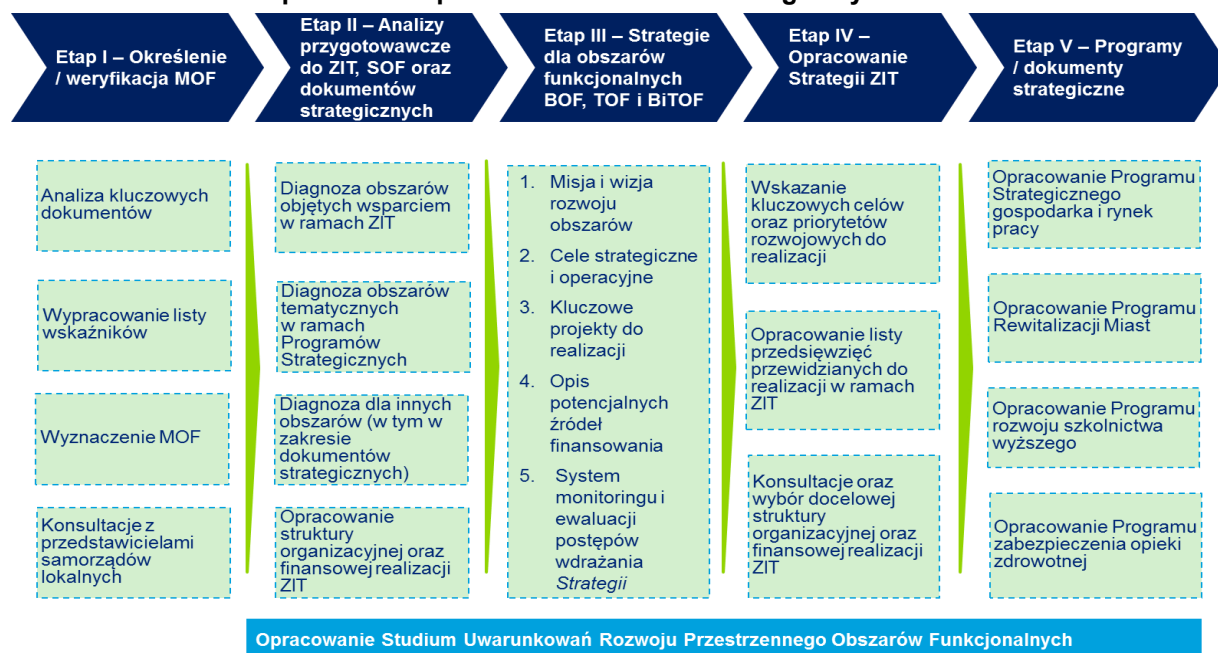 Etap I – Określenie
/ weryfikacja MOF
Etap II – Analizy
przygotowawcze
do ZIT, SOF oraz
dokumentów
strategicznych
Etap III – Strategie
dla obszarów
funkcjonalnych
BOF, TOF i BiTOF
Etap IV –
Opracowanie
Strategii ZIT
Etap V – Programy
/ dokumenty
strategiczne
Analiza kluczowych
dokumentów
Wypracowanie listy
wskaźników
Wyznaczenie MOF
Konsultacje z
przedstawicielami
samorządów
lokalnych
Diagnoza obszarów
objętych wsparciem
w ramach ZIT
Diagnoza obszarów
tematycznych
w ramach
Programów
Strategicznych
Diagnoza dla innych
obszarów (w tym w
zakresie
dokumentów
strategicznych)
Opracowanie
struktury
organizacyjnej oraz
finansowej realizacji
ZIT
1. Misja i wizja
rozwoju
obszarów
2. Cele strategiczne
i operacyjne
3. Kluczowe
projekty do
realizacji
4. Opis
potencjalnych
źródeł
finansowania
5. System
monitoringu i
ewaluacji
postępów
wdrażania
Strategii
Wskazanie
kluczowych celów
oraz priorytetów
rozwojowych do
realizacji
Opracowanie listy
przedsięwzięć
przewidzianych do
realizacji w ramach
ZIT
Konsultacje oraz
wybór docelowej
struktury
organizacyjnej oraz
finansowej realizacji
ZIT
Opracowanie Programu
Strategicznego
gospodarka i rynek
pracy
Opracowanie Programu
Rewitalizacji Miast
Opracowanie Programu
rozwoju szkolnictwa
wyższego
Opracowanie Programu
zabezpieczenia opieki
zdrowotnej
Opracowanie Studium Uwarunkowań Rozwoju Przestrzennego Obszarów Funkcjonalnych